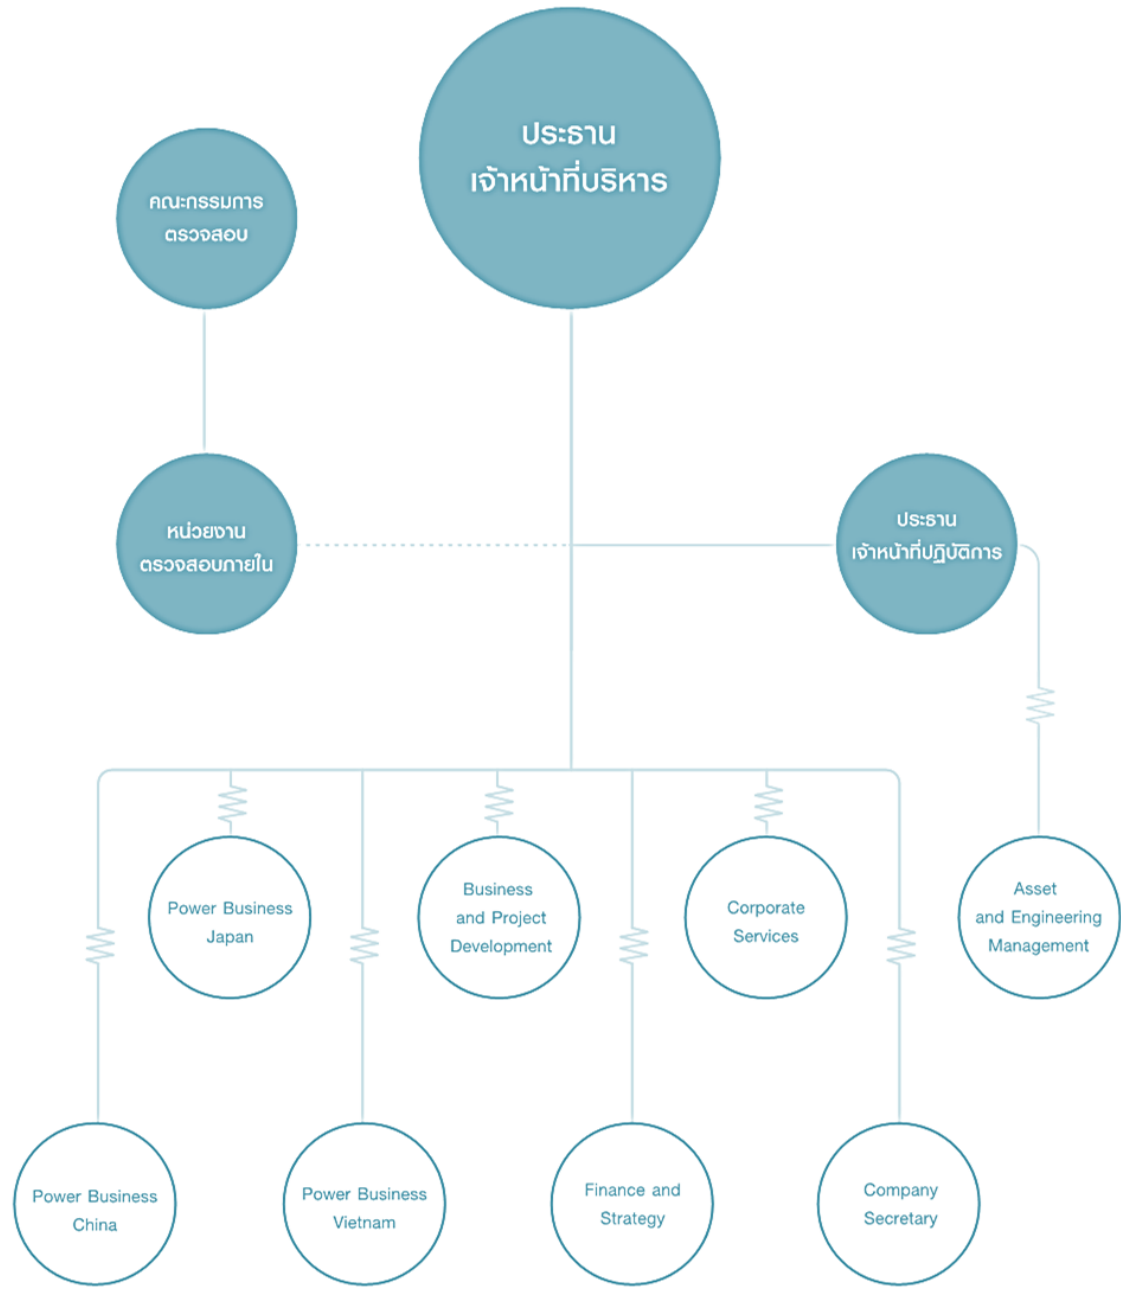 ประธาน
เจ้าหน้าที่บริหาร
คณะกรรมการ
ตรวจสอบ
หน่วยงาน
ตรวจสอบภายใน
ประธาน
เจ้าหน้าที่ปฏิบัติการ
Power Business
Japan
Business
and Project
Development
Corporate
Services
Asset
and Engineering
Management
Power Business
China
Power Business
Vietnam
Finance and
Strategy
Company
Secretary